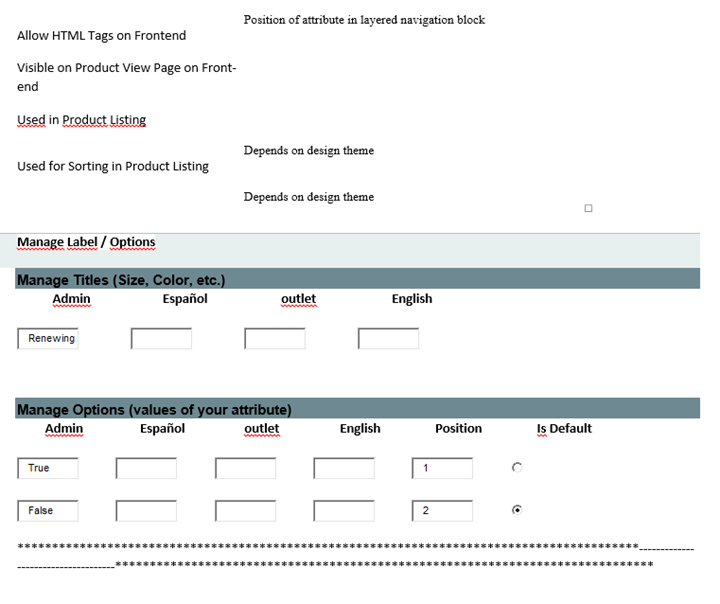 Position of attribute in layered navigation block
Allow HTML Tags on Frontend
Visible on Product View Page on Front-
end
Used in Product Listing
Depends on design theme
Used for Sorting in Product Listing
Depends on design theme
Manage Label / Options
Manage Titles (Size, Color, etc.)
Admin Español outlet English
Renewing
Manage Options (values of your attribute)
Admin Español outlet English Position Is Default
True 1
False 2
******************************************************************************************-------------
-----------------------******************************************************************************